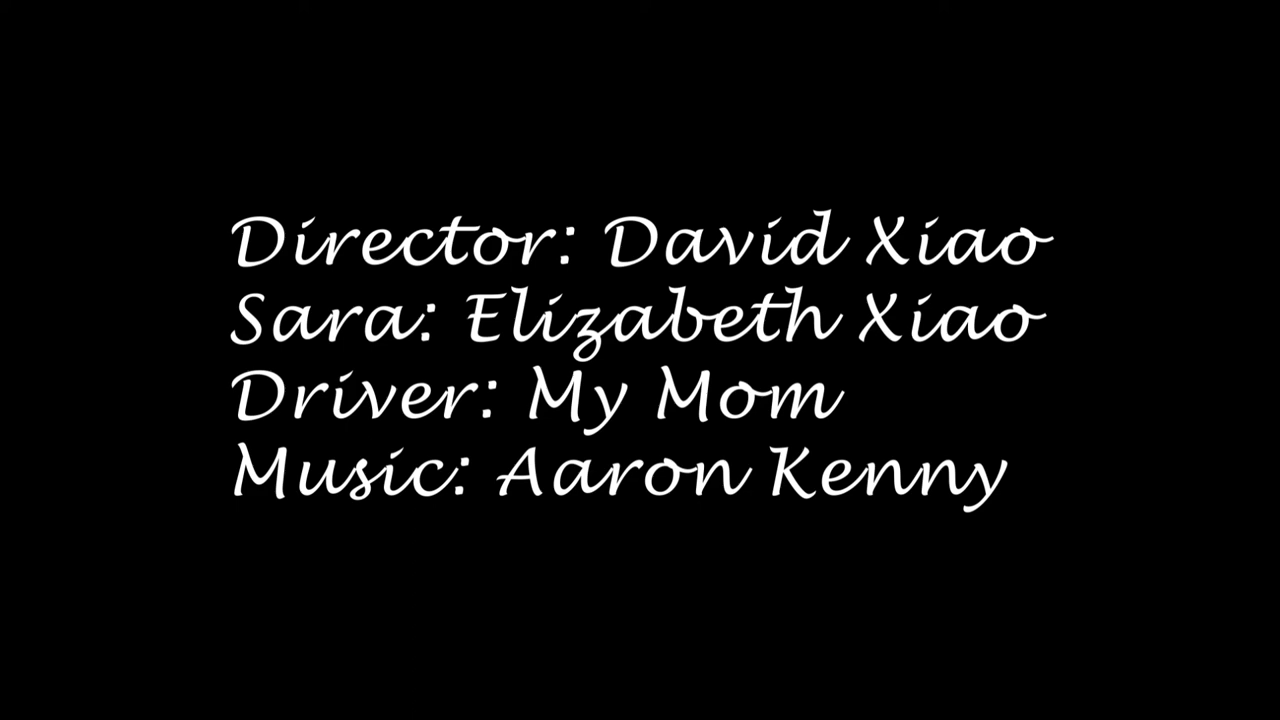 Director: David Xiao
Sara: Elizabeth Xiao
Driver: My Mom
Music: Aaron Kenny